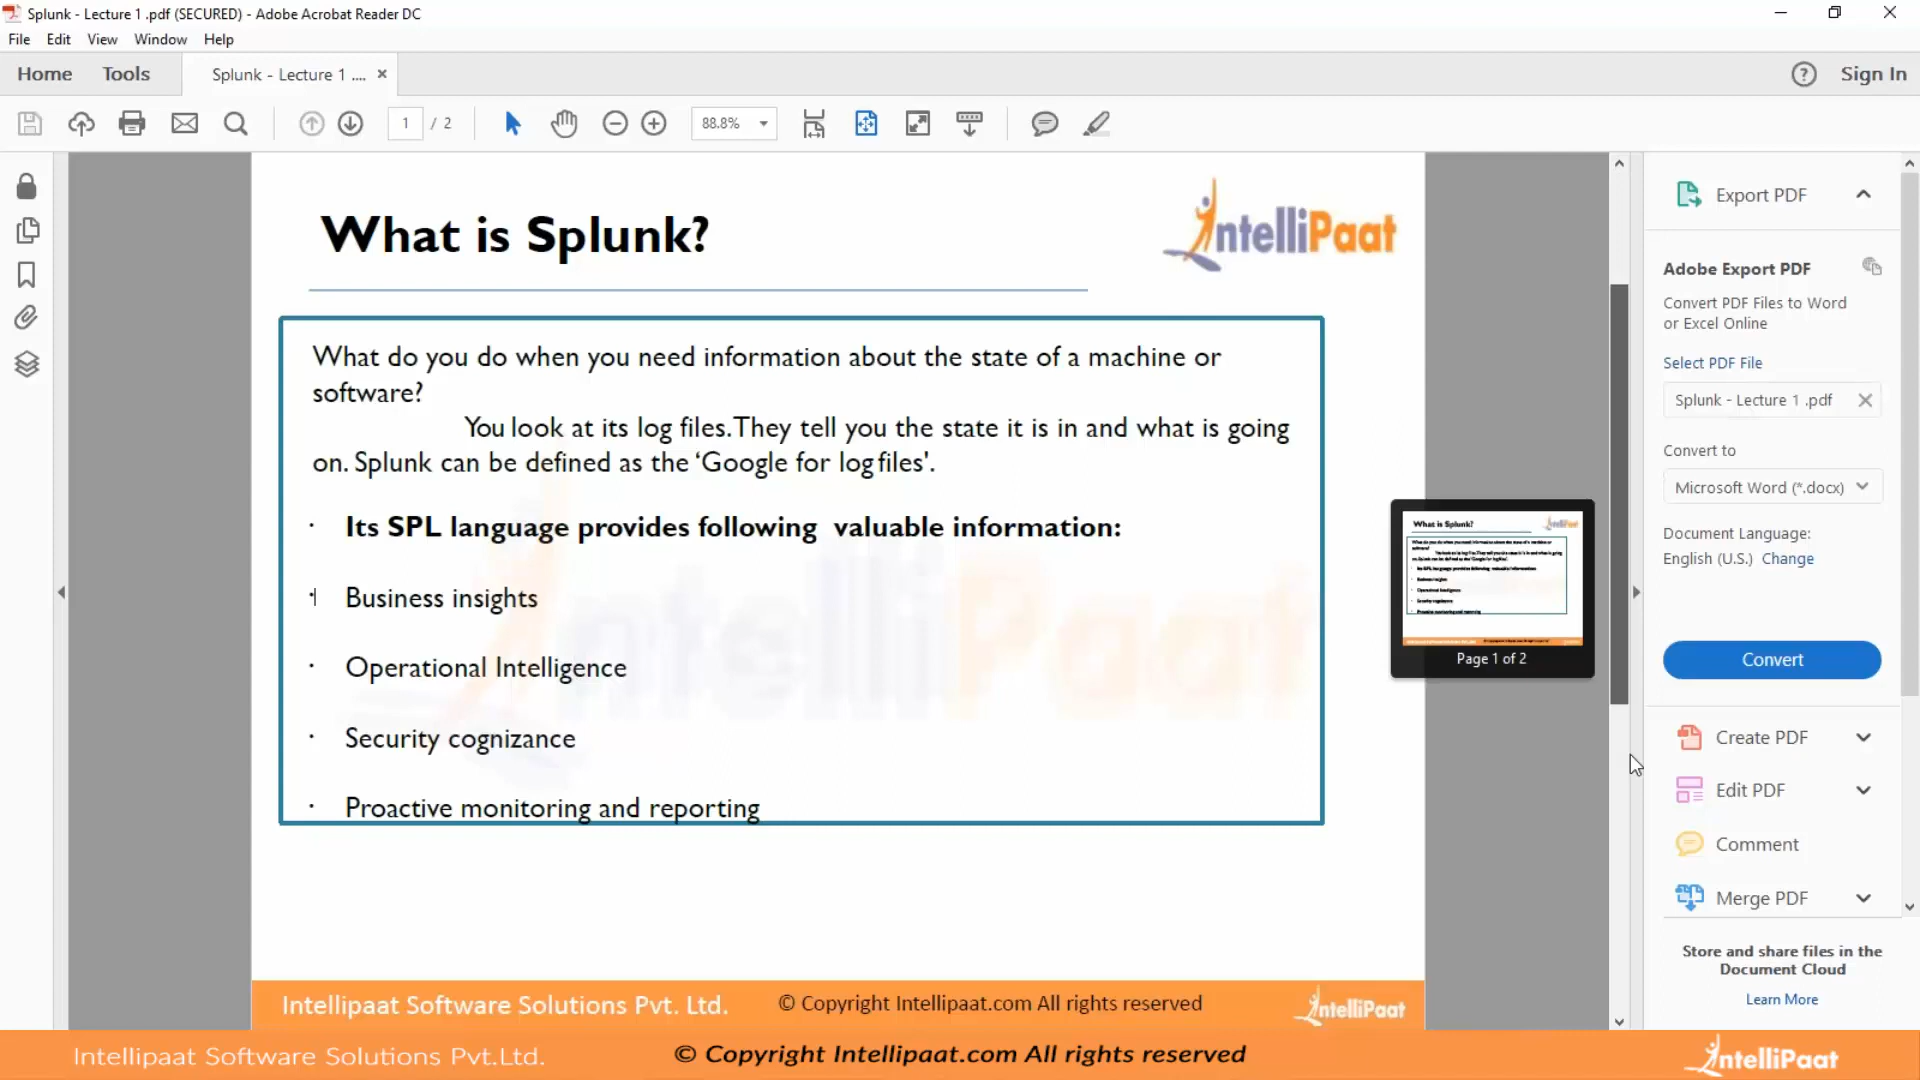 Splunk - Lecture 1 .pdf (SECURED) - Adobe Acrobat Reader DC
File Edit View Window Help
Home Tools Splunk - Lecture 1 .... × Sign In
1 / 2 88.8%
What is Splunk?
IntelliPaat
What do you do when you need information about the state of a machine or
software?
You look at its log files. They tell you the state it is in and what is going
on. Splunk can be defined as the ‘Google for log files'.
· Its SPL language provides following valuable information:
· Business insights
· Operational Intelligence
· Security cognizance
· Proactive monitoring and reporting
IntelliPaat
Intellipaat Software Solutions Pvt. Ltd. © Copyright Intellipaat.com All rights reserved IntelliPaat
What is Splunk?
Page 1 of 2
Export PDF
Adobe Export PDF
Convert PDF Files to Word
or Excel Online
Select PDF File
Splunk - Lecture 1 .pdf
Convert to
Microsoft Word (*.docx)
Document Language:
English (U.S.) Change
Convert
Create PDF
Edit PDF
Comment
Merge PDF
Store and share files in the
Document Cloud
Learn More
Intellipaat Software Solutions Pvt.Ltd. © Copyright Intellipaat.com All rights reserved IntelliPaat